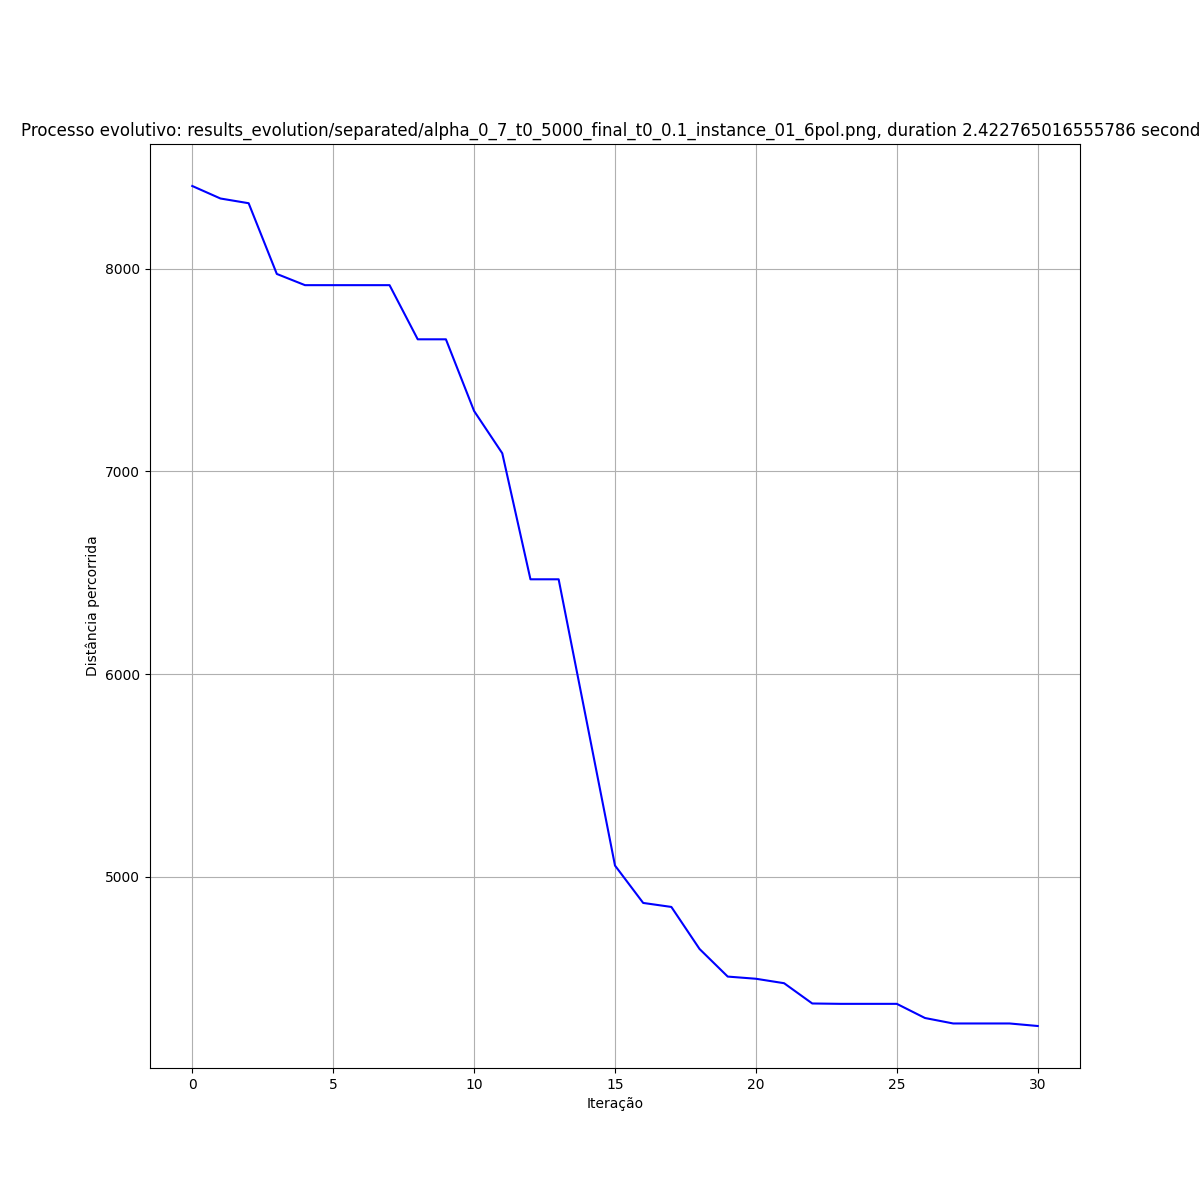 Processo evolutivo: results_evolution/separated/alpha_0_7_t0_5000_final_t0_0.1_instance_01_6pol.png, duration 2.422765016555786 second
8000
7000
6000
5000
Distância percorrida
0 5 10 15 20 25 30
Iteração